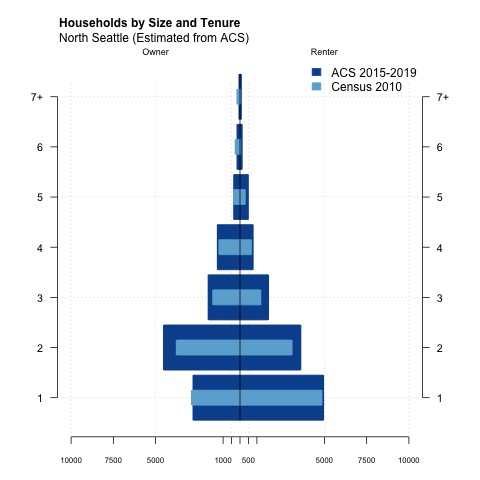 Households by Size and Tenure
North Seattle (Estimated from ACS)
Owner Renter
ACS 2015-2019
Census 2010
7+ 7+
6 6
5 5
4 4
3 3
2 2
1 1
10000 7500 5000 1000 500 5000 7500 10000